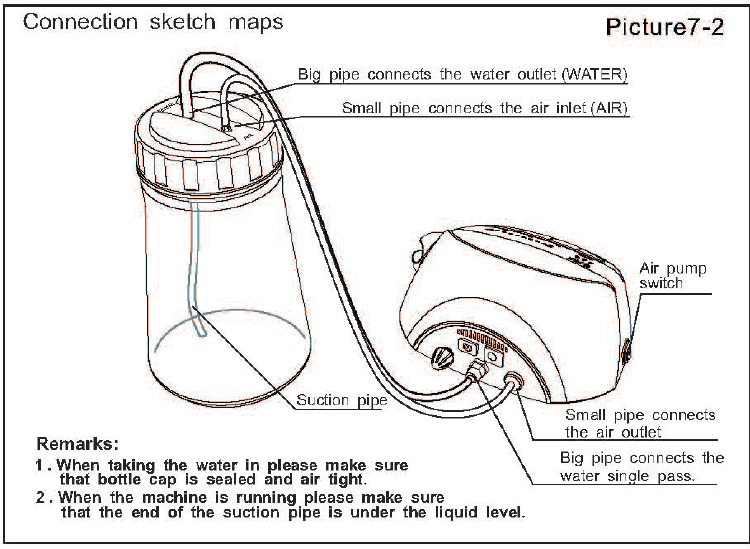 Connection sketch maps
Picture7-2
Big pipe connects the water outlet (WATER)
Small pipe connects the air inlet (AIR)
Air pump
switch
Suction pipe
Small pipe connects
the air outlet
Big pipe connects the
water single pass.
Remarks:
1 . When taking the water in please make sure
that bottle cap is sealed and air tight.
2 . When the machine is running please make sure
that the end of the suction pipe is under the liquid level.